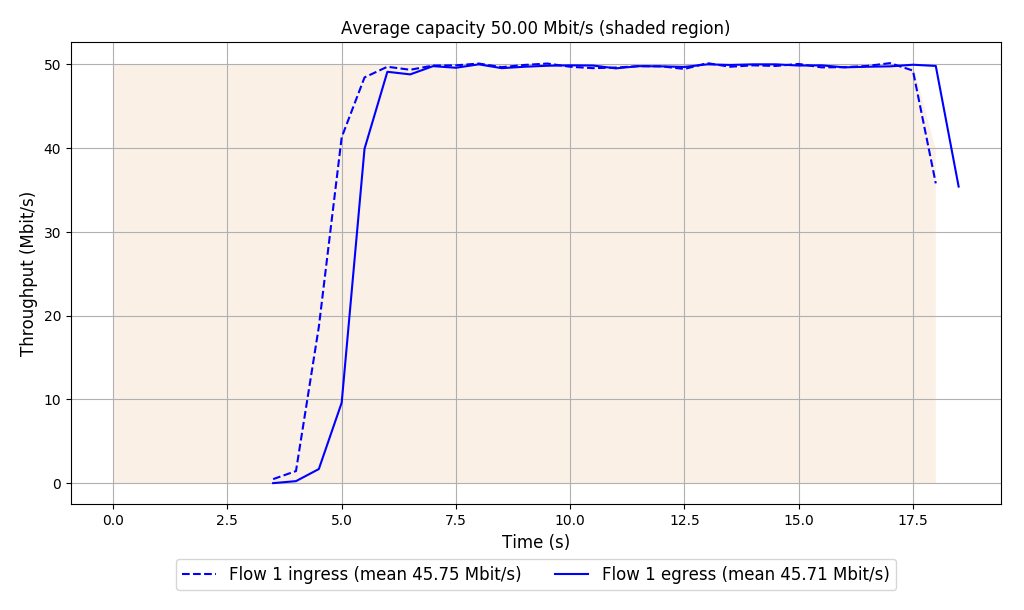 Average capacity 50.00 Mbit/s (shaded region)
50
40
30
20
10
0
Throughput (Mbit/s)
0.0 2.5 5.0 7.5 10.0 12.5 15.0 17.5
Time (s)
Flow 1 ingress (mean 45.75 Mbit/s) Flow 1 egress (mean 45.71 Mbit/s)